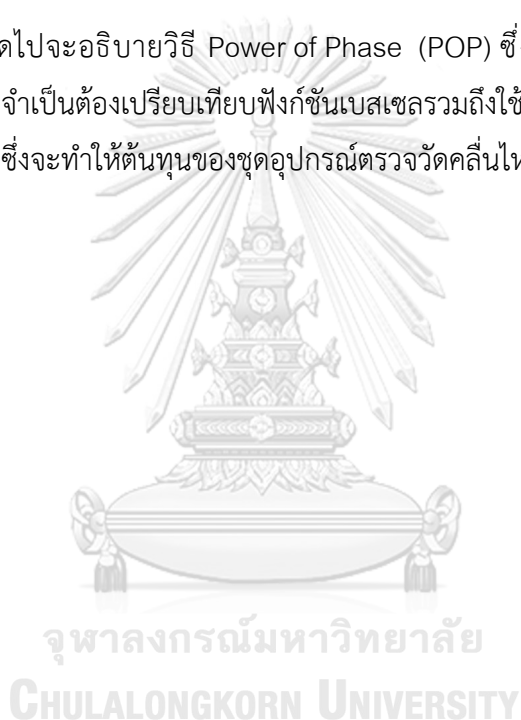 ดไปจะอธิบายวิธี Power of Phase (POP) ซึ่
จำเป็นต้องเปรียบเทียบฟังก์ชันเบสเซลรวมถึงใช้
ซึ่งจะทำให้ต้นทุนของชุดอุปกรณ์ตรวจวัดคลื่นไห
จุฬาลงกรณ์มหาวิทยาลัย
CHULALONGKORN UNIVERSITY